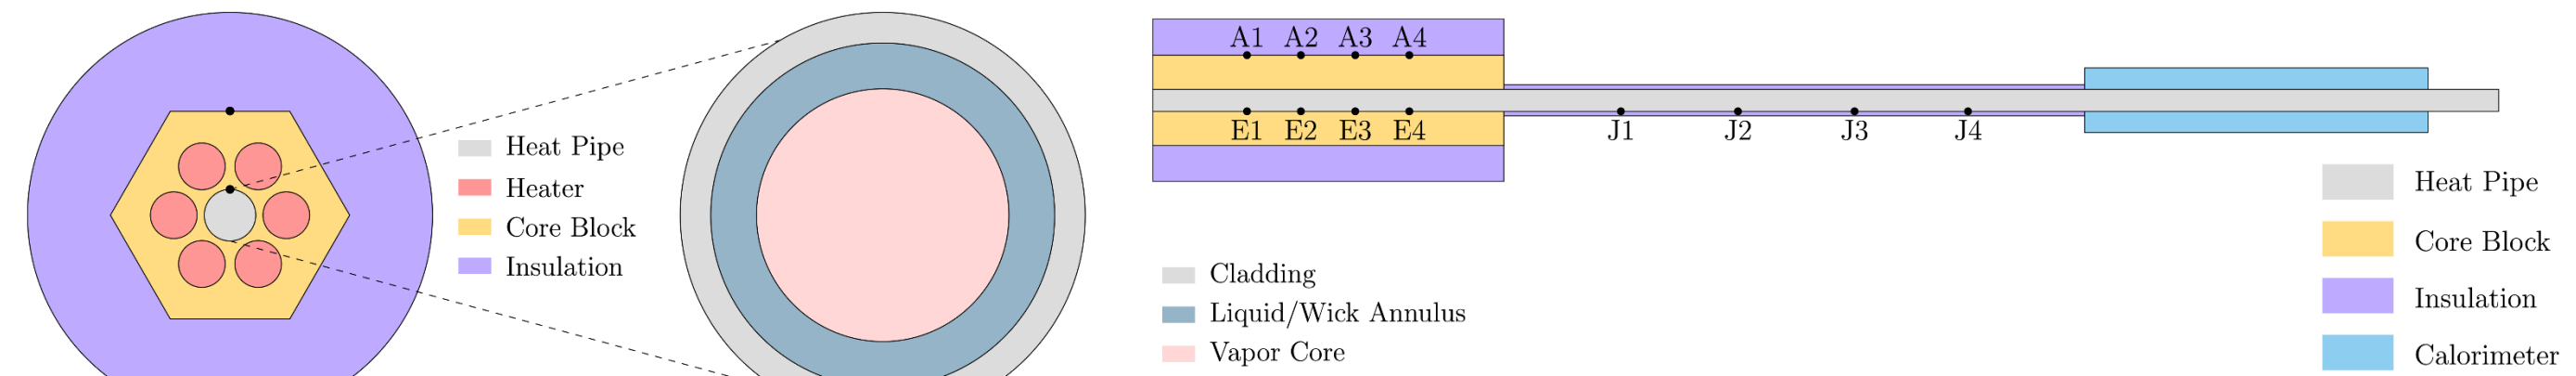 Heat Pipe
Heater
Core Block
Insulation
Cladding
Liquid/Wick Annulus
Vapor Core
A1 A2 A3 A4
E1 E2 E3 E4
J1 J2 J3 J4
Heat Pipe
Core Block
Insulation
Calorimeter